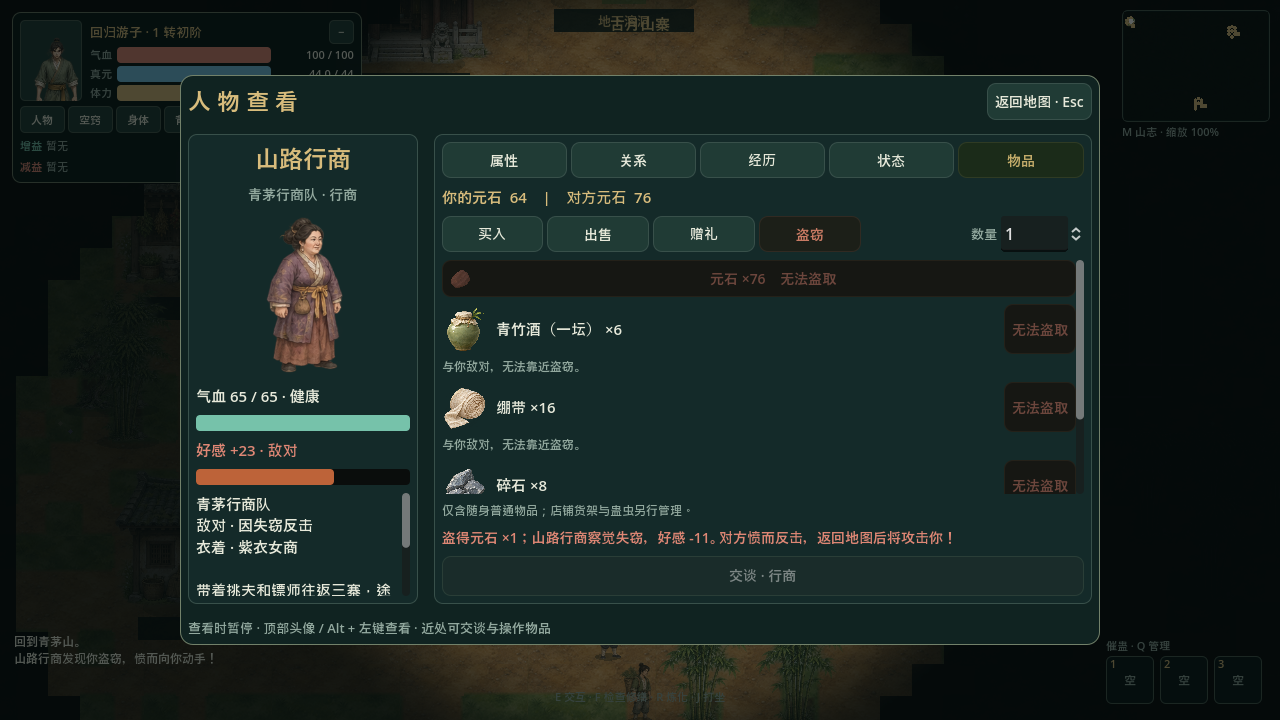 回归游子 · 1 转初阶
−
气血
100 / 100
真元
44.0 / 44
体力
人物
空窍
身体
增益 暂无
减益 暂无
古月山寨
M 山志 · 缩放 100%
人物查看
返回地图 · Esc
山路行商
青茅行商队 · 行商
气血 65 / 65 · 健康
好感 +23 · 敌对
青茅行商队
敌对 · 因失窃反击
衣着 · 紫衣女商
带着挑夫和镖师往返三寨 · 途
属性
关系
经历
状态
物品
你的元石 64 | 对方元石 76
买入
出售
赠礼
盗窃
数量
1
元石 ×76 无法盗取
青竹酒（一坛） ×6
无法盗取
与你敌对，无法靠近盗窃。
绷带 ×16
无法盗取
与你敌对，无法靠近盗窃。
碎石 ×8
无法盗取
仅含随身普通物品；店铺货架与蛊虫另行管理。
盗得元石 ×1；山路行商察觉失窃，好感 -11。对方愤而反击，返回地图后将攻击你！
交谈 · 行商
查看时暂停 · 顶部头像 / Alt + 左键查看 · 近处可交谈与操作物品
回到青茅山。
山路行商发现你盗窃，愤而向你动手！
催蛊 · Q 管理
1
空
2
空
3
空